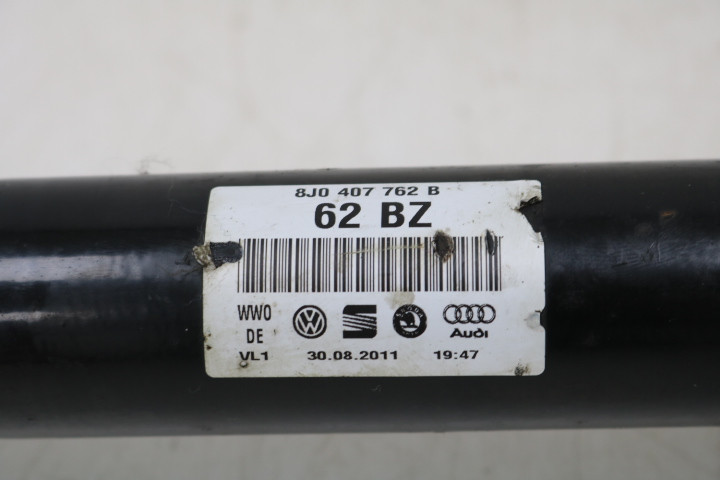 8J0 407 762 B
62 BZ
WWO
DE
Audi
VL1 30.08.2011 19:47